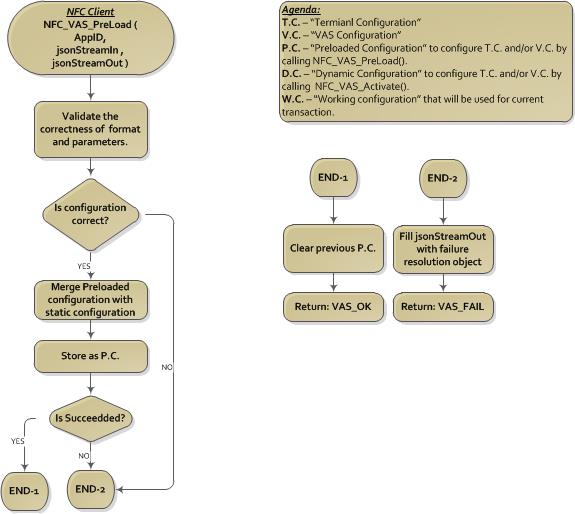 NFC Client
NFC_VAS_PreLoad (
AppID,
jsonStreamIn ,
jsonStreamOut )
Validate the
correctness of format
and parameters.
Is configuration
correct?
YES
NO
Merge Preloaded
configuration with
static configuration
Store as P.C.
Is Succeedded?
YES
NO
END-1
END-2
Agenda:
T.C. – “Termianl Configuration”
V.C. – “VAS Configuration”
P.C. – “Preloaded Configuration” to configure T.C. and/or V.C. by
calling NFC_VAS_PreLoad().
D.C. – “Dynamic Configuration” to configure T.C. and/or V.C. by
calling NFC_VAS_Activate().
W.C. – “Working configuration” that will be used for current
transaction.
END-1
Clear previous P.C.
Return: VAS_OK
END-2
Fill jsonStreamOut
with failure
resolution object
Return: VAS_FAIL